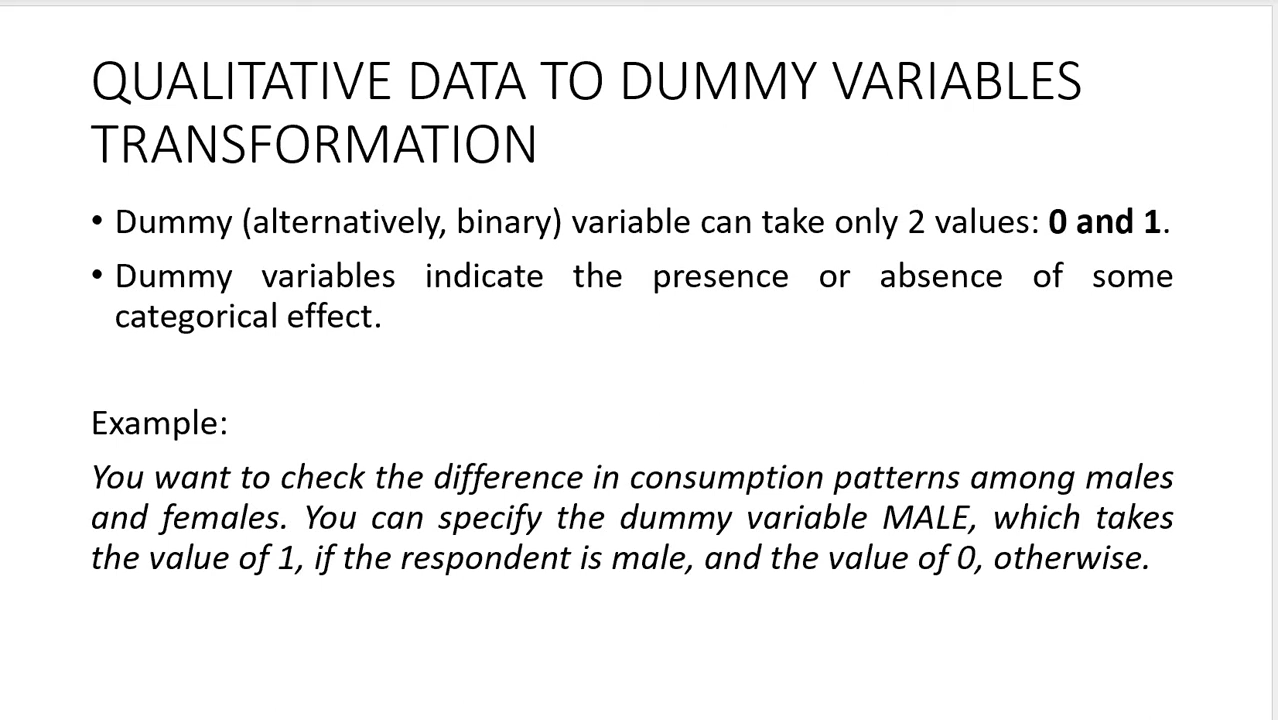 QUALITATIVE DATA TO DUMMY VARIABLES
TRANSFORMATION
• Dummy (alternatively, binary) variable can take only 2 values: 0 and 1.
• Dummy variables indicate the presence or absence of some
categorical effect.
Example:
You want to check the difference in consumption patterns among males
and females. You can specify the dummy variable MALE, which takes
the value of 1, if the respondent is male, and the value of 0, otherwise.